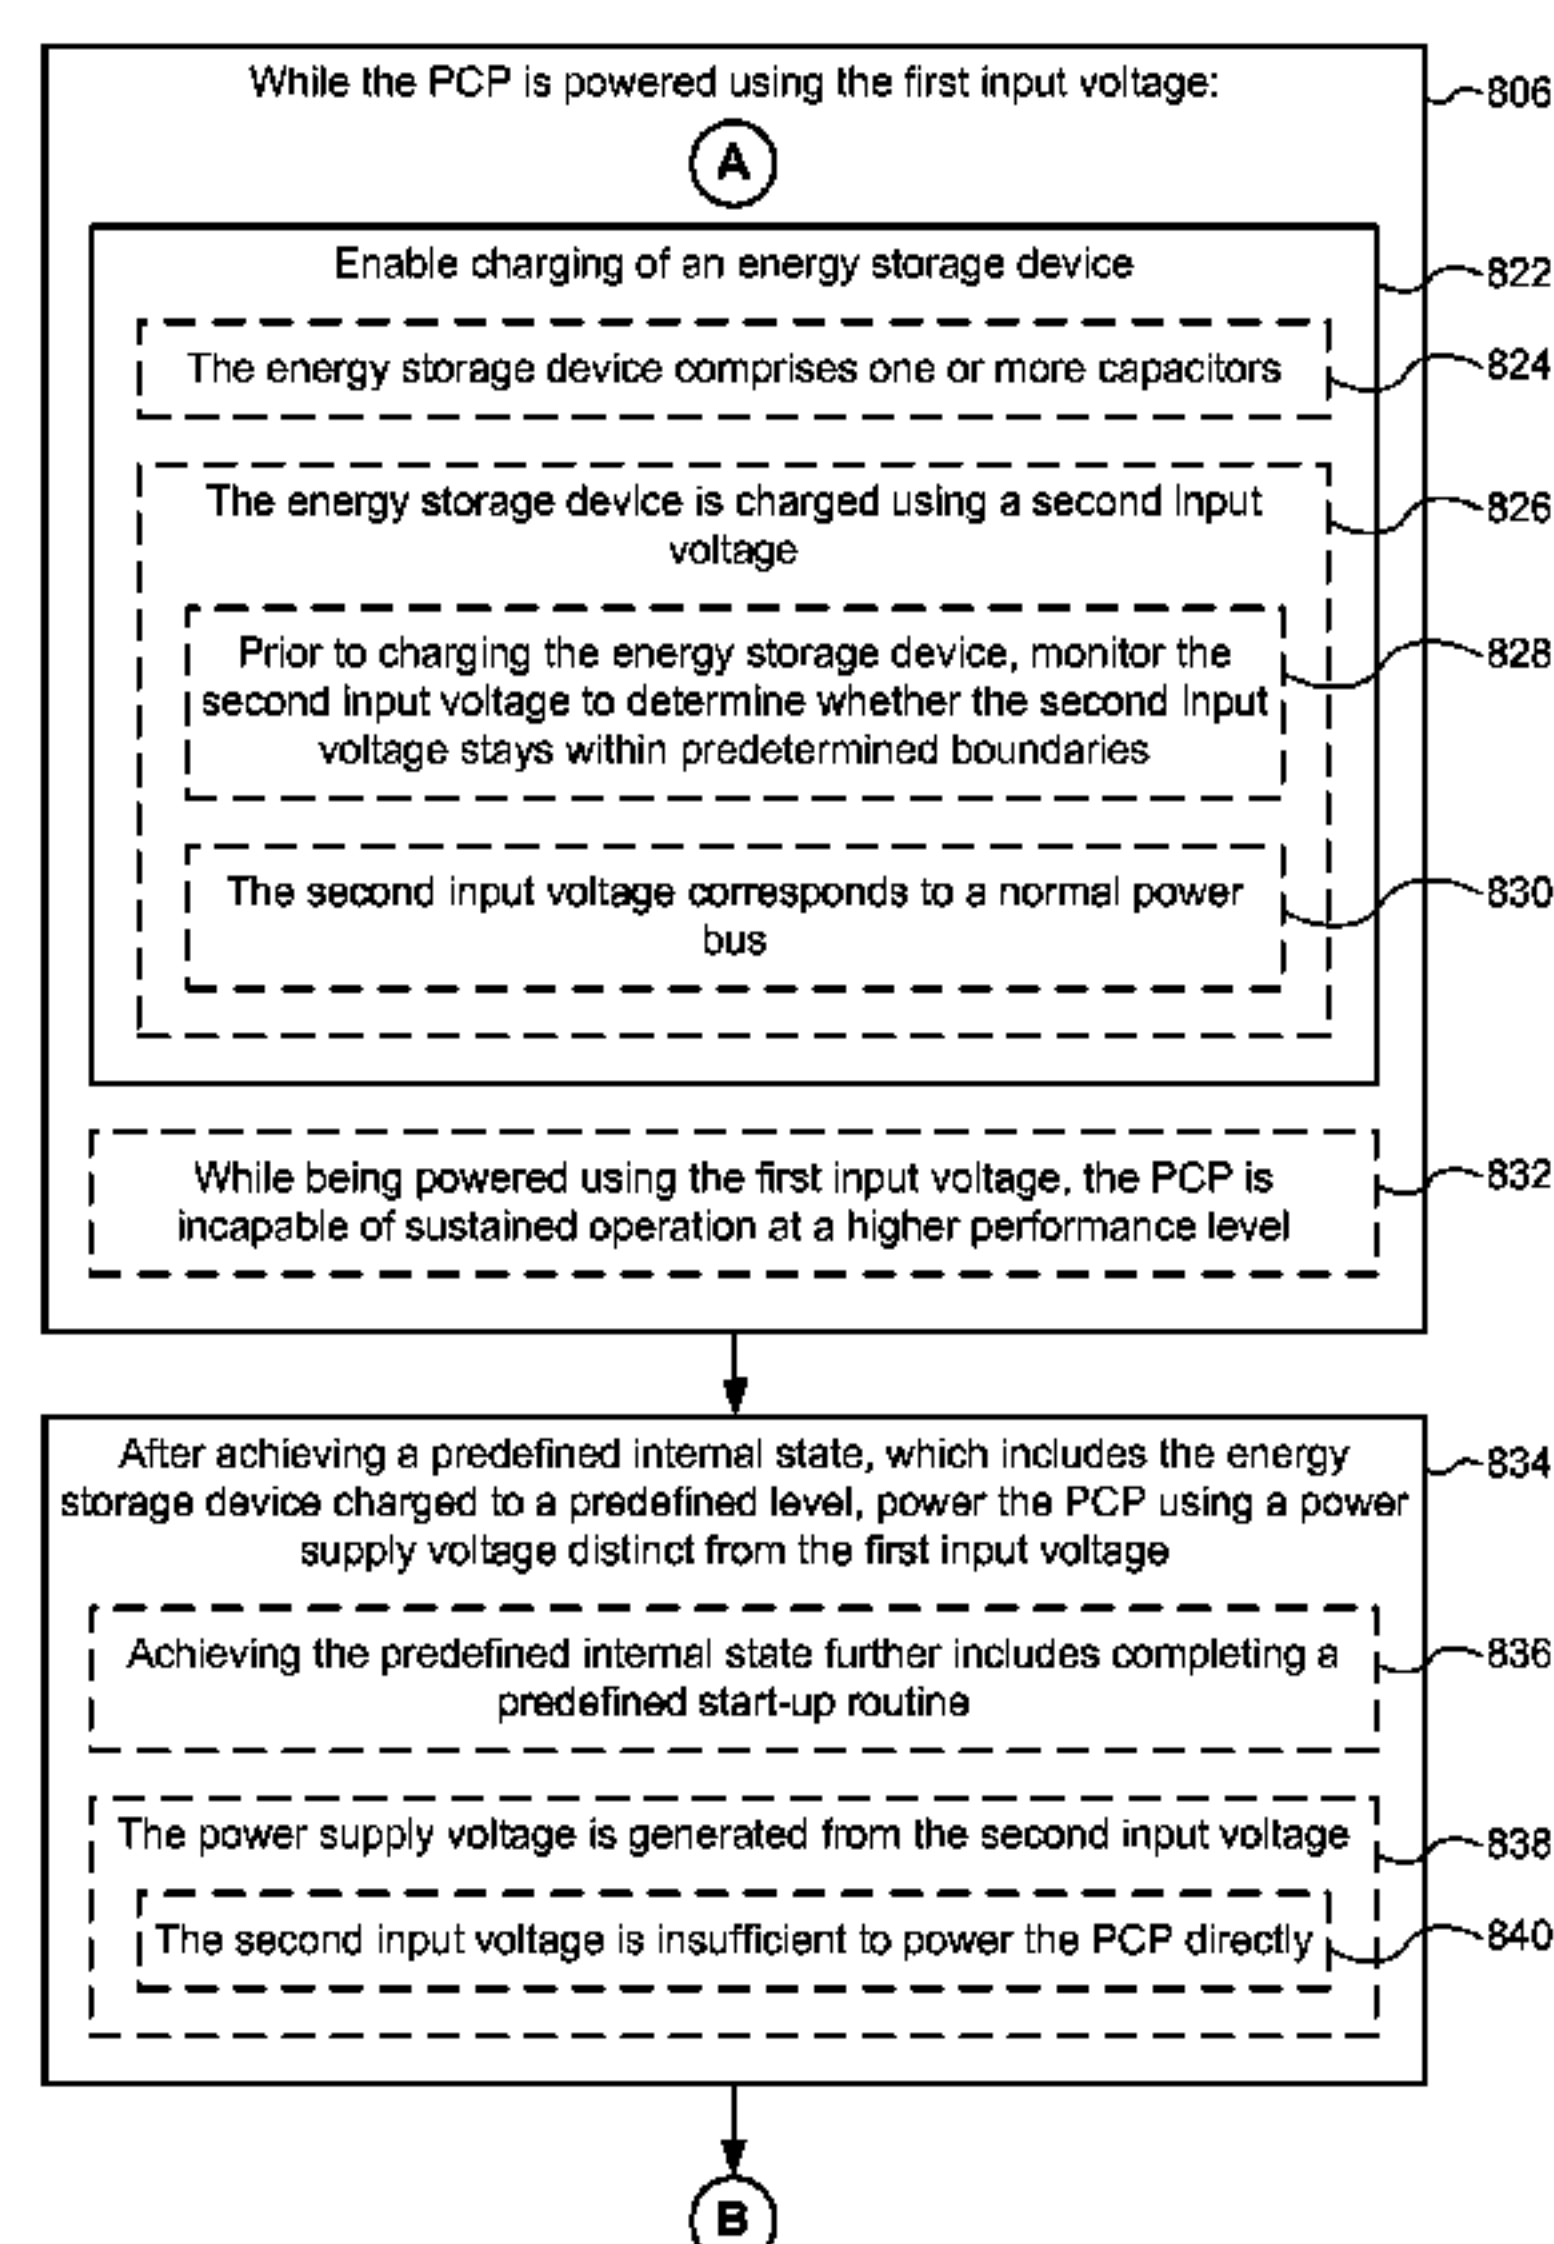 While the PCP is powered using the first input voltage:
806
A
Enable charging of an energy storage device
822
The energy storage device comprises one or more capacitors
824
The energy storage device is charged using a second input
voltage
826
Prior to charging the energy storage device, monitor the
second input voltage to determine whether the second input
voltage stays within predetermined boundaries
828
The second input voltage corresponds to a normal power
bus
830
While being powered using the first input voltage, the PCP is
incapable of sustained operation at a higher performance level
832
After achieving a predefined internal state, which includes the energy
storage device charged to a predefined level, power the PCP using a power
supply voltage distinct from the first input voltage
834
Achieving the predefined internal state further includes completing a
predefined start-up routine
836
The power supply voltage is generated from the second input voltage
838
The second input voltage is insufficient to power the PCP directly
840
B